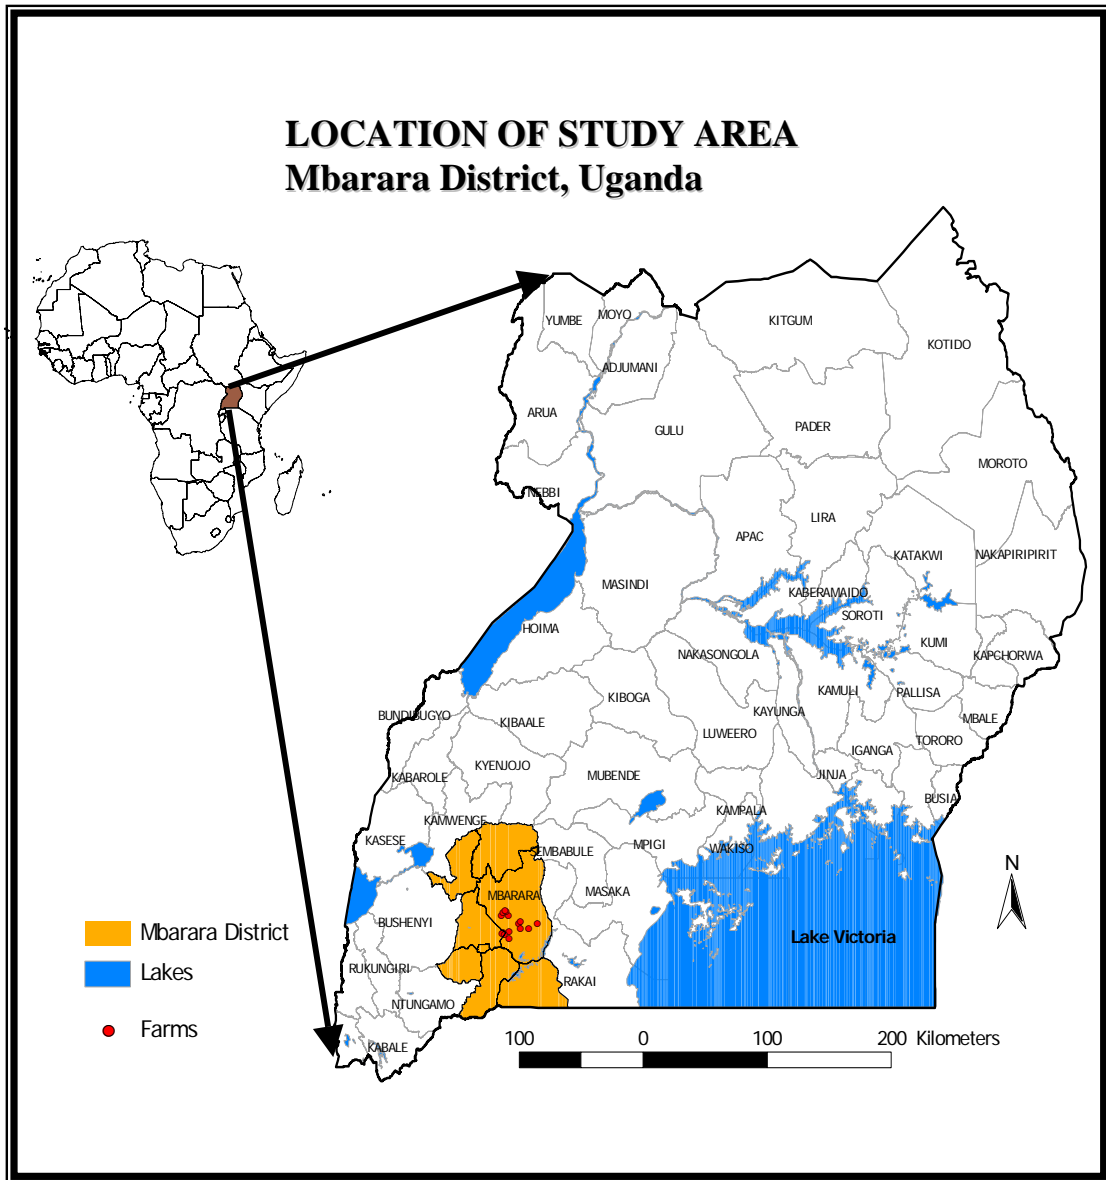 LOCATION OF STUDY AREA
Mbarara District, Uganda
YUMBE
MOYO
KITGUM
KOTIDO
ADJUMANI
ARUA
GULU
PADER
MOROTO
NEBBI
LIRA
APAC
KATAKWI
NAKAPIRIPIRIT
MASINDI
KABERAMAIDO
SOROTI
HOIMA
KUMI
NAKASONGOLA
KAPCHORWA
KAMULI
PALLISA
KIBOGA
KAYUNGA
BUNDIBUGYO
KIBAALE
MBALE
LUWEERO
TORORO
IGANGA
KYENJOJO
MUBENDE
JINJA
KABAROLE
BUSIA
KAMPALA
KAMWENGE
KASESE
SEMBABULE
MPIGI
WAKISO
N
MBARARA
MASAKA
BUSHENYI
Mbarara District
Lake Victoria
RUKUNGIRI
Lakes
RAKAI
NTUNGAMO
Farms
KABALE
100 0 100 200 Kilometers